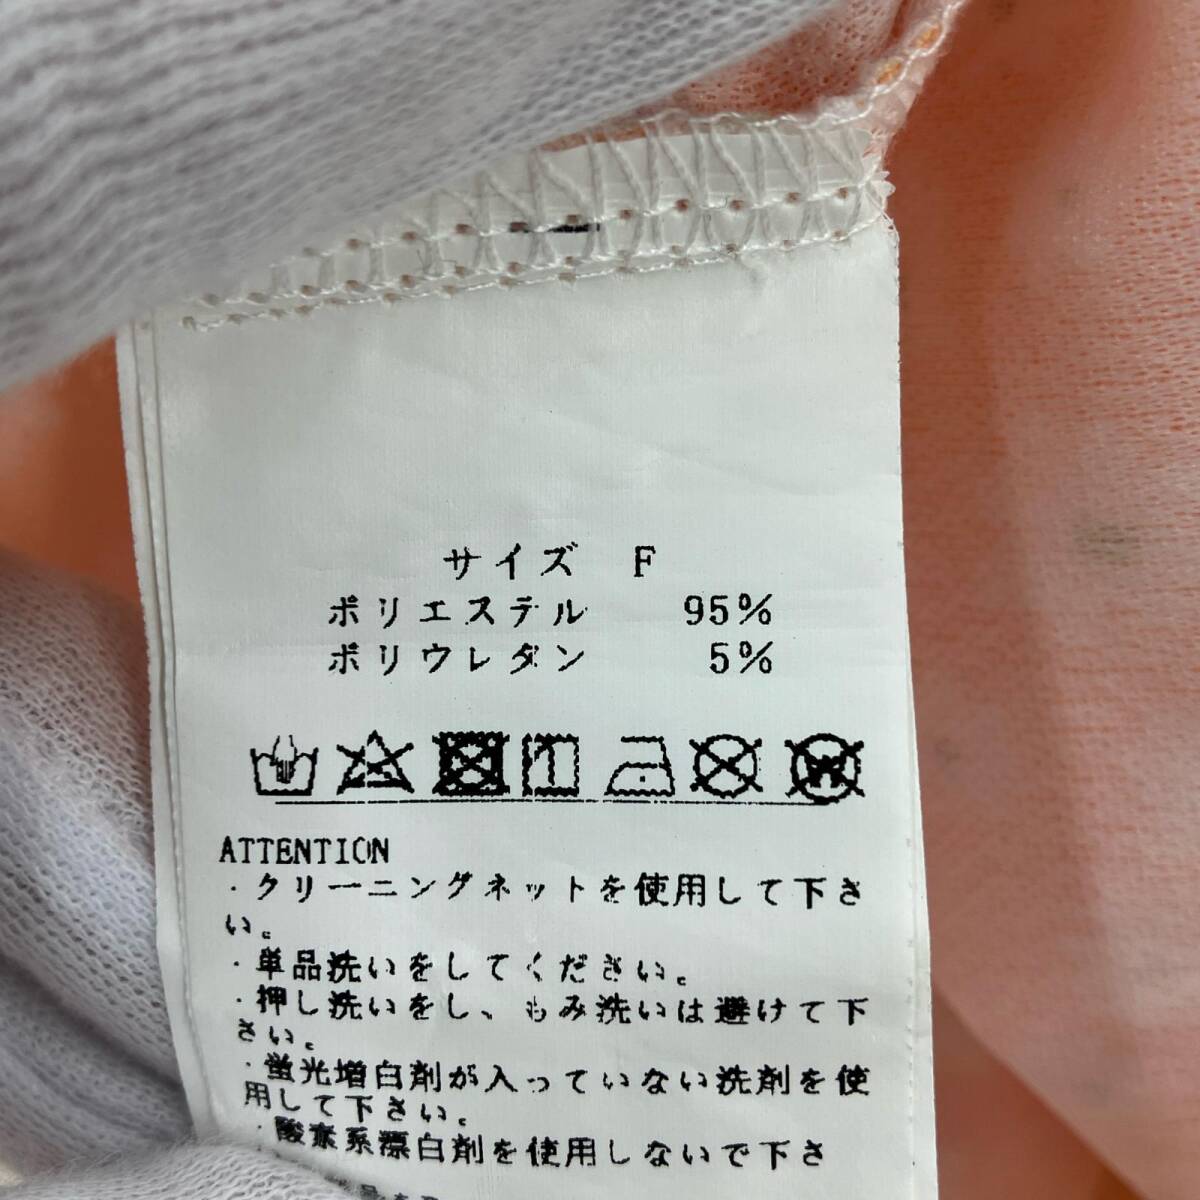 サイズ F
ポリエステル 95%
ポリウレタン 5%
ATTENTION
・クリーニングネットを使用して下さ
い。
・単品洗いをしてください。
・押し洗いをし、もみ洗いは避けて下
さい。
・蛍光増白剤が入っていない洗剤を使
用して下さい。
・酸素系漂白剤を使用しないで下さ